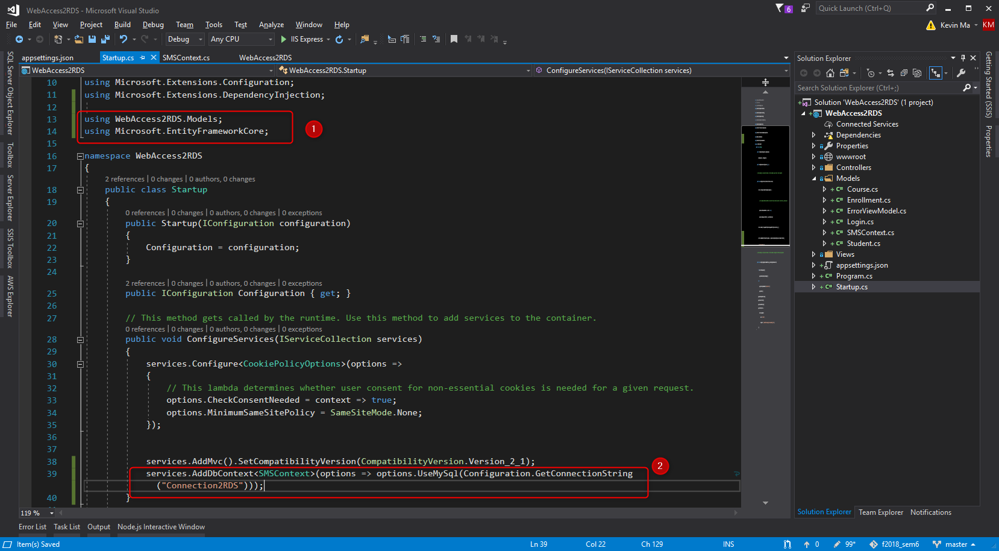 WebAccess2RDS - Microsoft Visual Studio
6
Quick Launch (Ctrl+Q)
File Edit View Project Build Debug Team Tools Test Analyze Window Help
Kevin Ma
KM
Debug Any CPU IIS Express
SQL Server Object Explorer
Toolbox
Server Explorer
SSIS Toolbox
AWS Explorer
appsettings.json Startup.cs SMSContext.cs WebAccess2RDS
WebAccess2RDS WebAccess2RDS.Startup ConfigureServices(IServiceCollection services)
10 using Microsoft.Extensions.Configuration;
11 using Microsoft.Extensions.DependencyInjection;
12
13 using WebAccess2RDS.Models;
14 using Microsoft.EntityFrameworkCore;
1
15
16 namespace WebAccess2RDS
17 {
2 references | 0 changes | 0 authors, 0 changes
18 public class Startup
19 {
0 references | 0 changes | 0 authors, 0 changes | 0 exceptions
20 public Startup(IConfiguration configuration)
21 {
22 Configuration = configuration;
23 }
24
2 references | 0 changes | 0 authors, 0 changes | 0 exceptions
25 public IConfiguration Configuration { get; }
26
27 // This method gets called by the runtime. Use this method to add services to the container.
0 references | 0 changes | 0 authors, 0 changes | 0 exceptions
28 public void ConfigureServices(IServiceCollection services)
29 {
30 services.Configure<CookiePolicyOptions>(options =>
31 {
32 // This lambda determines whether user consent for non-essential cookies is needed for a given request.
33 options.CheckConsentNeeded = context => true;
34 options.MinimumSameSitePolicy = SameSiteMode.None;
35 });
36
37
38 services.AddMvc().SetCompatibilityVersion(CompatibilityVersion.Version_2_1);
2
39 services.AddDbContext<SMSContext>(options => options.UseMySql(Configuration.GetConnectionString
("Connection2RDS")));
40 }
119 %
Solution Explorer
Search Solution Explorer (Ctrl+;)
Solution 'WebAccess2RDS' (1 project)
WebAccess2RDS
Connected Services
Dependencies
Properties
wwwroot
Controllers
Models
C# Course.cs
C# Enrollment.cs
C# ErrorViewModel.cs
C# Login.cs
C# SMSContext.cs
C# Student.cs
Views
appsettings.json
C# Program.cs
C# Startup.cs
Solution Explorer Team Explorer Notifications
Getting Started (SSIS)
Properties
Error List Task List Output Node.js Interactive Window
Item(s) Saved Ln 39 Col 22 Ch 129 INS 0 99* f2018_sem6 master